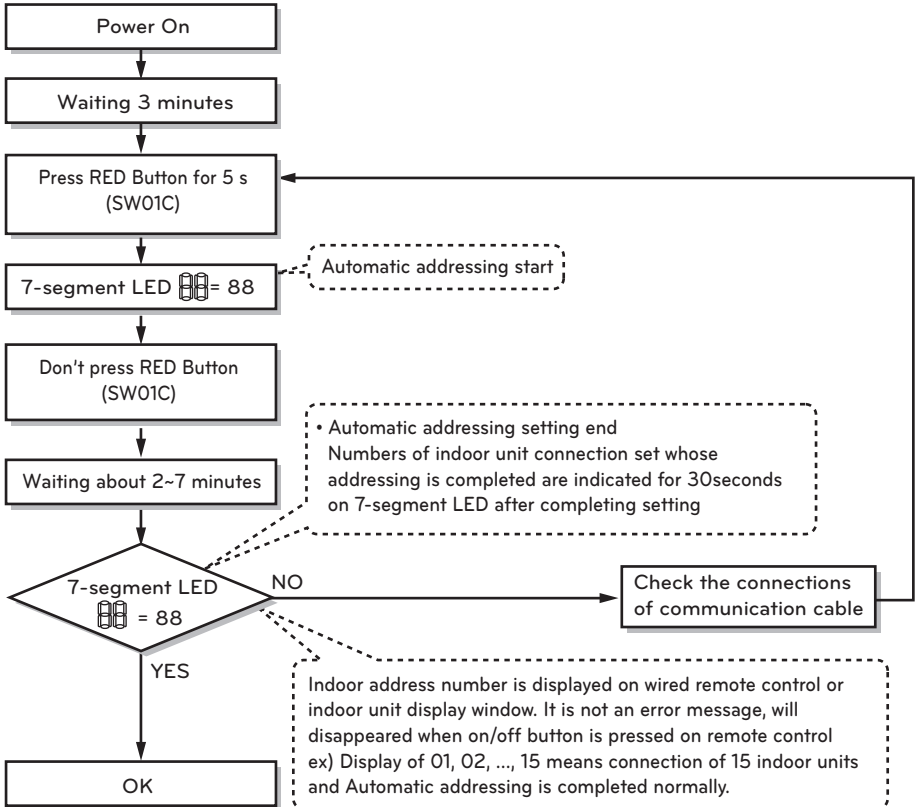 Power On
Waiting 3 minutes
Press RED Button for 5 s
(SW01C)
7-segment LED 88 = 88
Automatic addressing start
Don't press RED Button
(SW01C)
Waiting about 2~7 minutes
• Automatic addressing setting end
Numbers of indoor unit connection set whose
addressing is completed are indicated for 30seconds
on 7-segment LED after completing setting
7-segment LED
88 = 88
NO
Check the connections
of communication cable
YES
Indoor address number is displayed on wired remote control or
indoor unit display window. It is not an error message, will
disappeared when on/off button is pressed on remote control
ex) Display of 01, 02, ..., 15 means connection of 15 indoor units
and Automatic addressing is completed normally.
OK